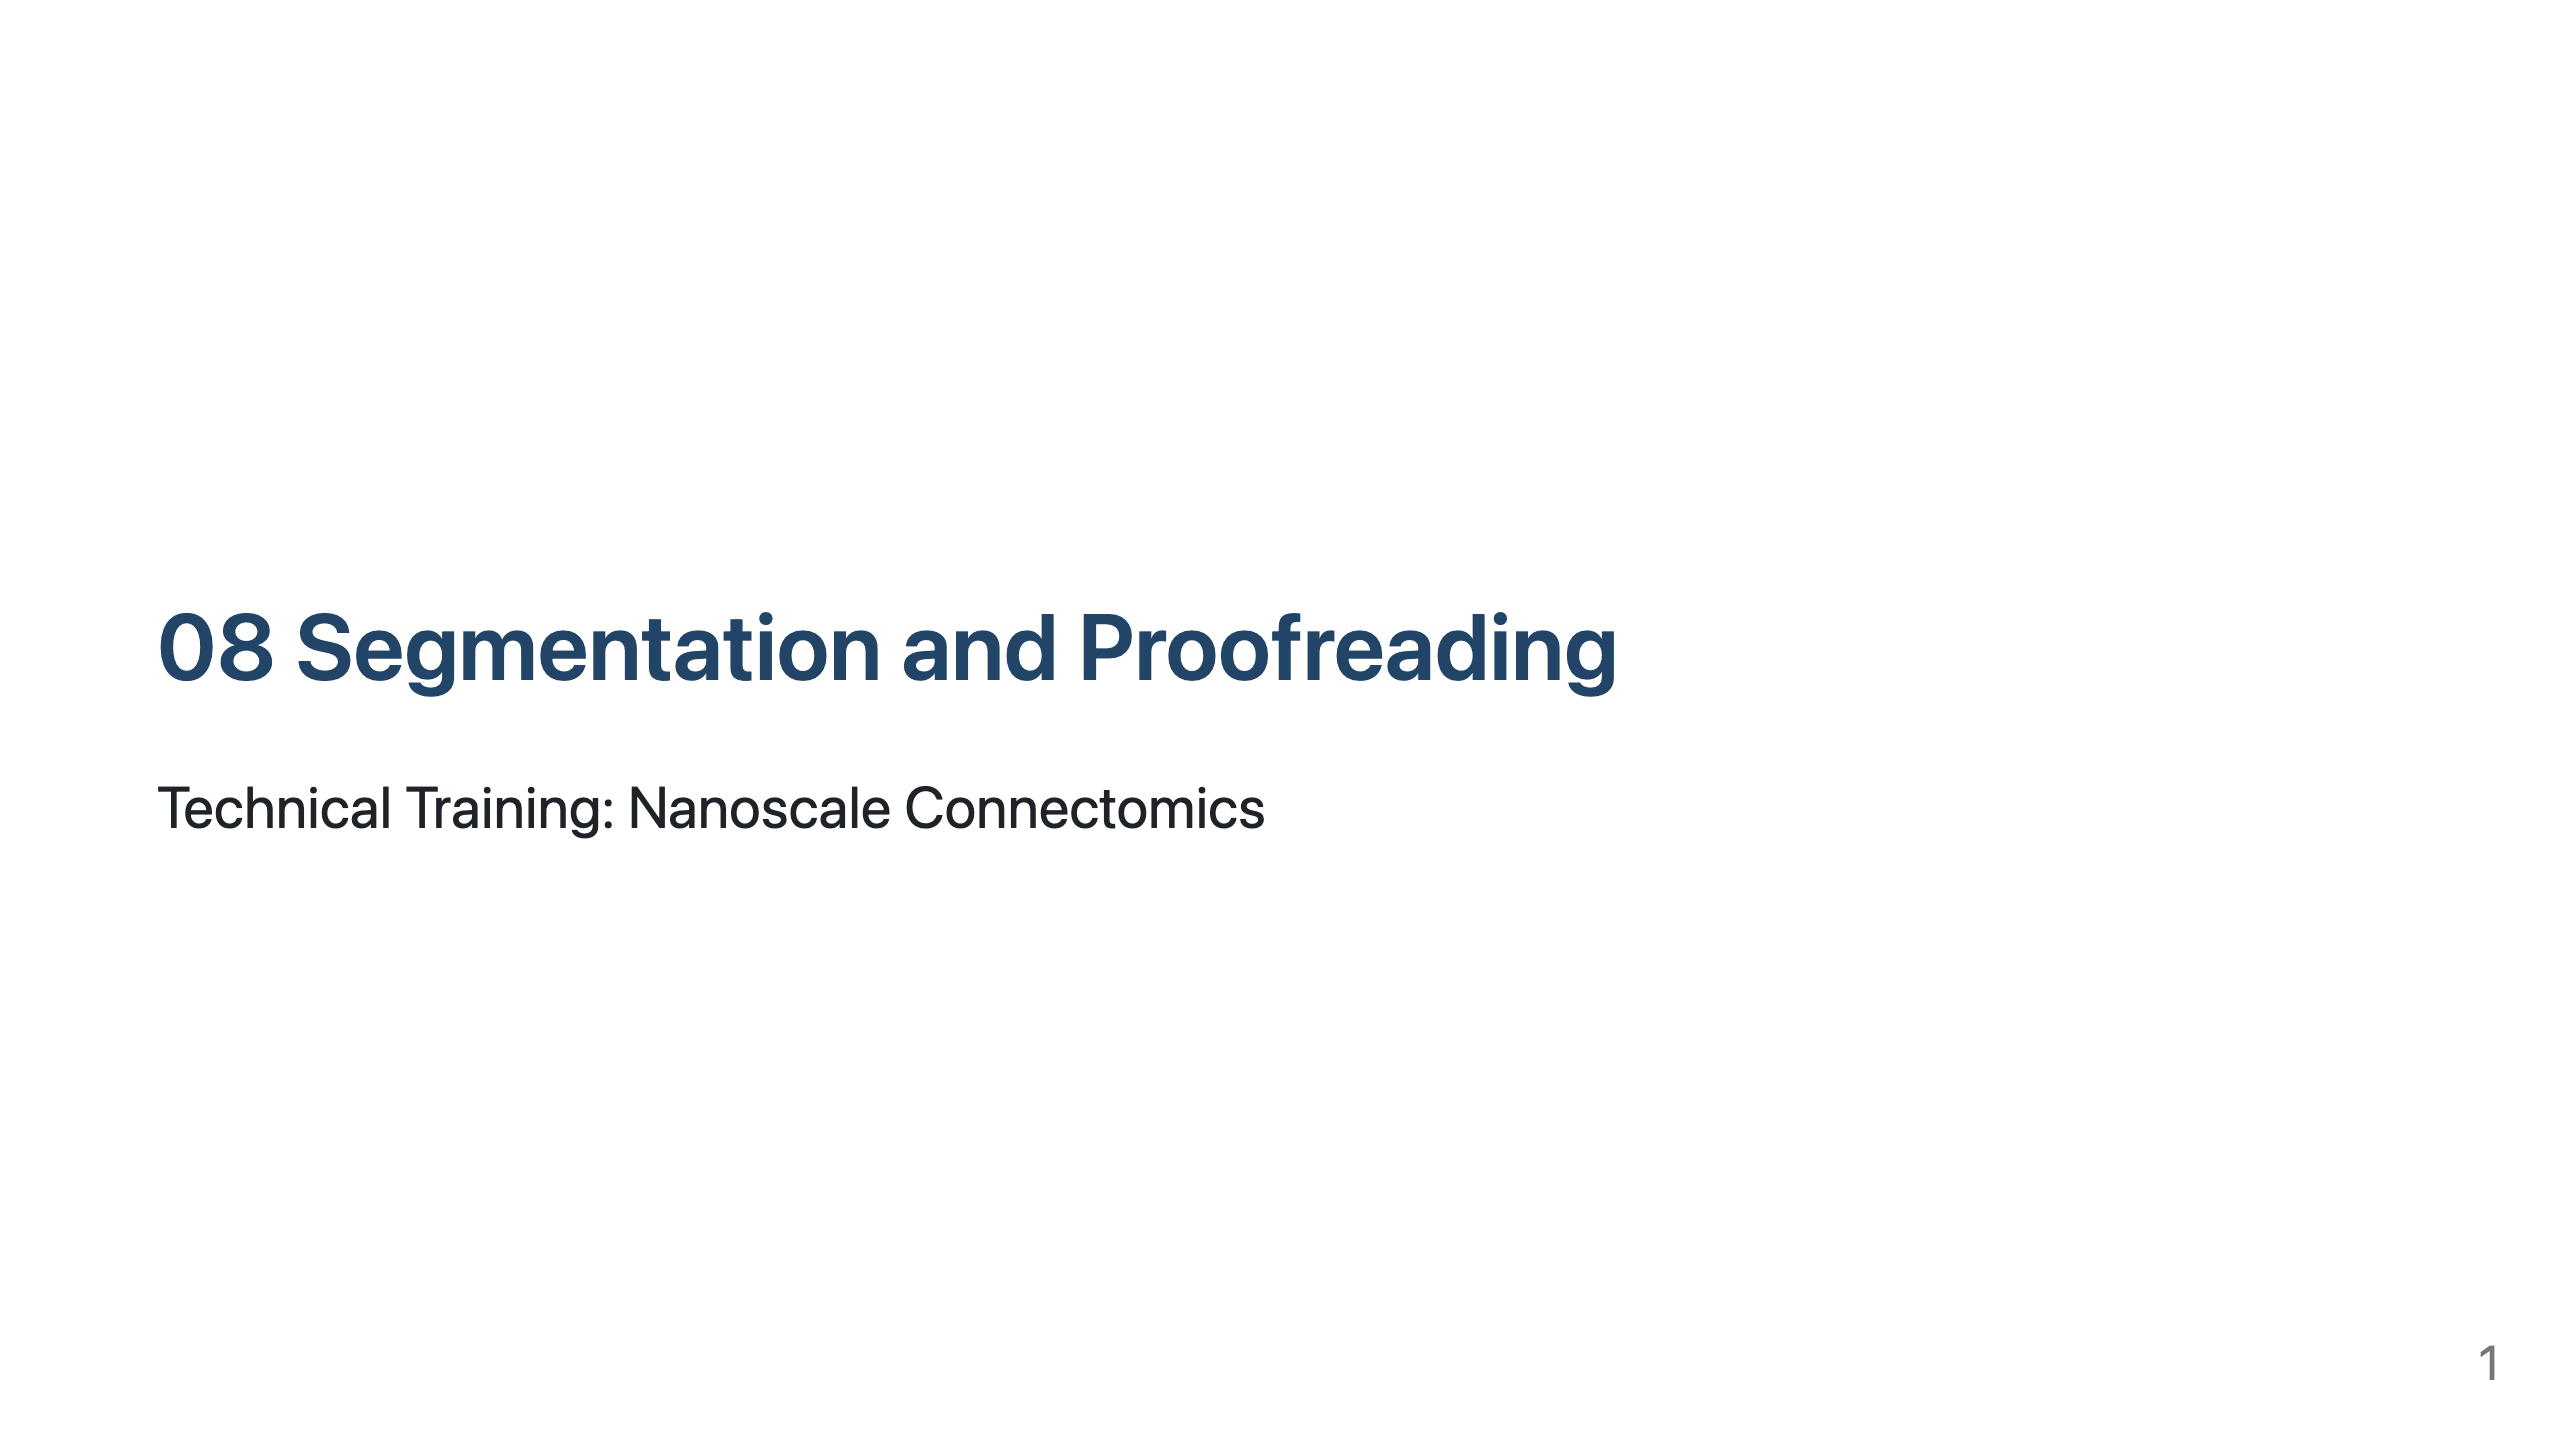 08 Segmentation and Proofreading
Technical Training: Nanoscale Connectomics
1